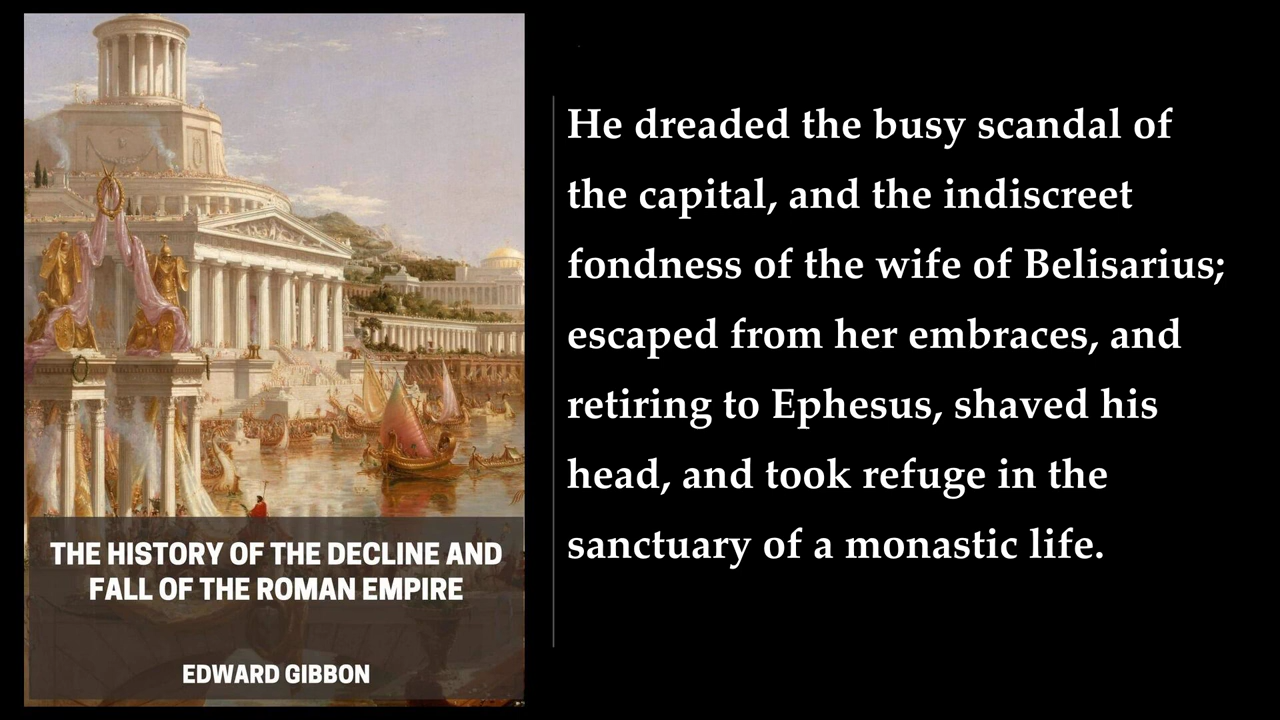 THE HISTORY OF THE DECLINE AND
FALL OF THE ROMAN EMPIRE
EDWARD GIBBON
He dreaded the busy scandal of
the capital, and the indiscreet
fondness of the wife of Belisarius;
escaped from her embraces, and
retiring to Ephesus, shaved his
head, and took refuge in the
sanctuary of a monastic life.